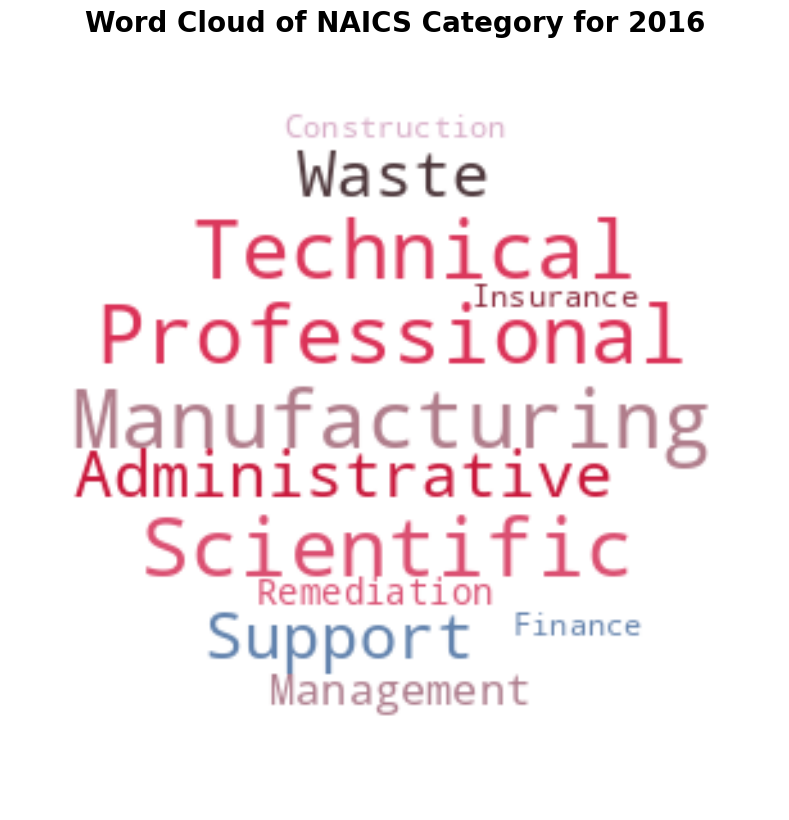 Word Cloud of NAICS Category for 2016
Construction
Waste
Technical
Insurance
Professional
Manufacturing
Administrative
Scientific
Remediation
Support
Finance
Management